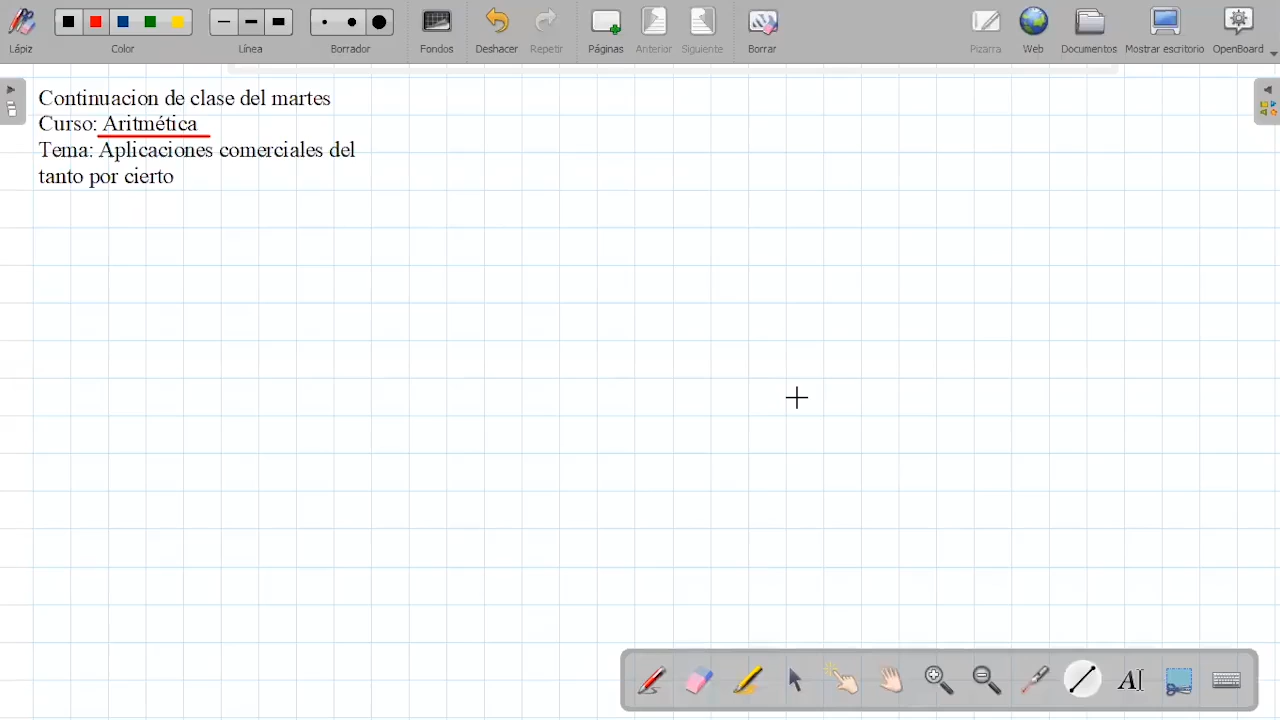 Lápiz Color Línea Borrador Fondos Deshacer Repetir Páginas Anterior Siguiente Borrar Pizarra Web Documentos Mostrar escritorio OpenBoard
Continuacion de clase del martes
Curso: Aritmética
Tema: Aplicaciones comerciales del
tanto por cierto
AI